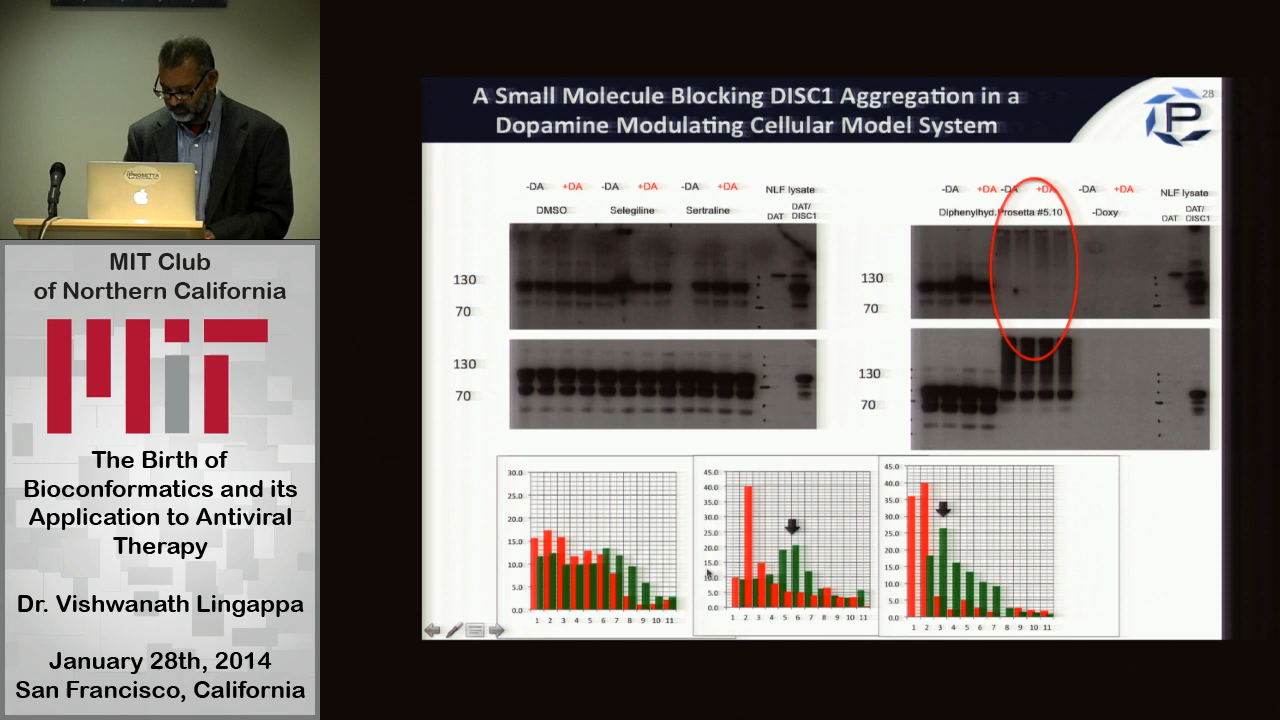 PROSETTA
MIT Club
of Northern California
MIT
The Birth of
Bioconformatics and its
Application to Antiviral
Therapy
Dr. Vishwanath Lingappa
January 28th, 2014
San Francisco, California
A Small Molecule Blocking DISC1 Aggregation in a
Dopamine Modulating Cellular Model System
P
28
-DA +DA -DA +DA -DA +DA NLF lysate
DMSO Selegiline Sertraline DAT DAT/
DISC1
130
70
130
70
-DA +DA -DA +DA -DA +DA NLF lysate
Diphenylhyd. Prosetta #5.10 -Doxy DAT DAT/
DISC1
130
70
130
70
30.0
25.0
20.0
15.0
10.0
5.0
0.0
1 2 3 4 5 6 7 8 9 10 11
45.0
40.0
35.0
30.0
25.0
20.0
15.0
10.0
5.0
0.0
1 2 3 4 5 6 7 8 9 10 11
45.0
40.0
35.0
30.0
25.0
20.0
15.0
10.0
5.0
0.0
1 2 3 4 5 6 7 8 9 10 11